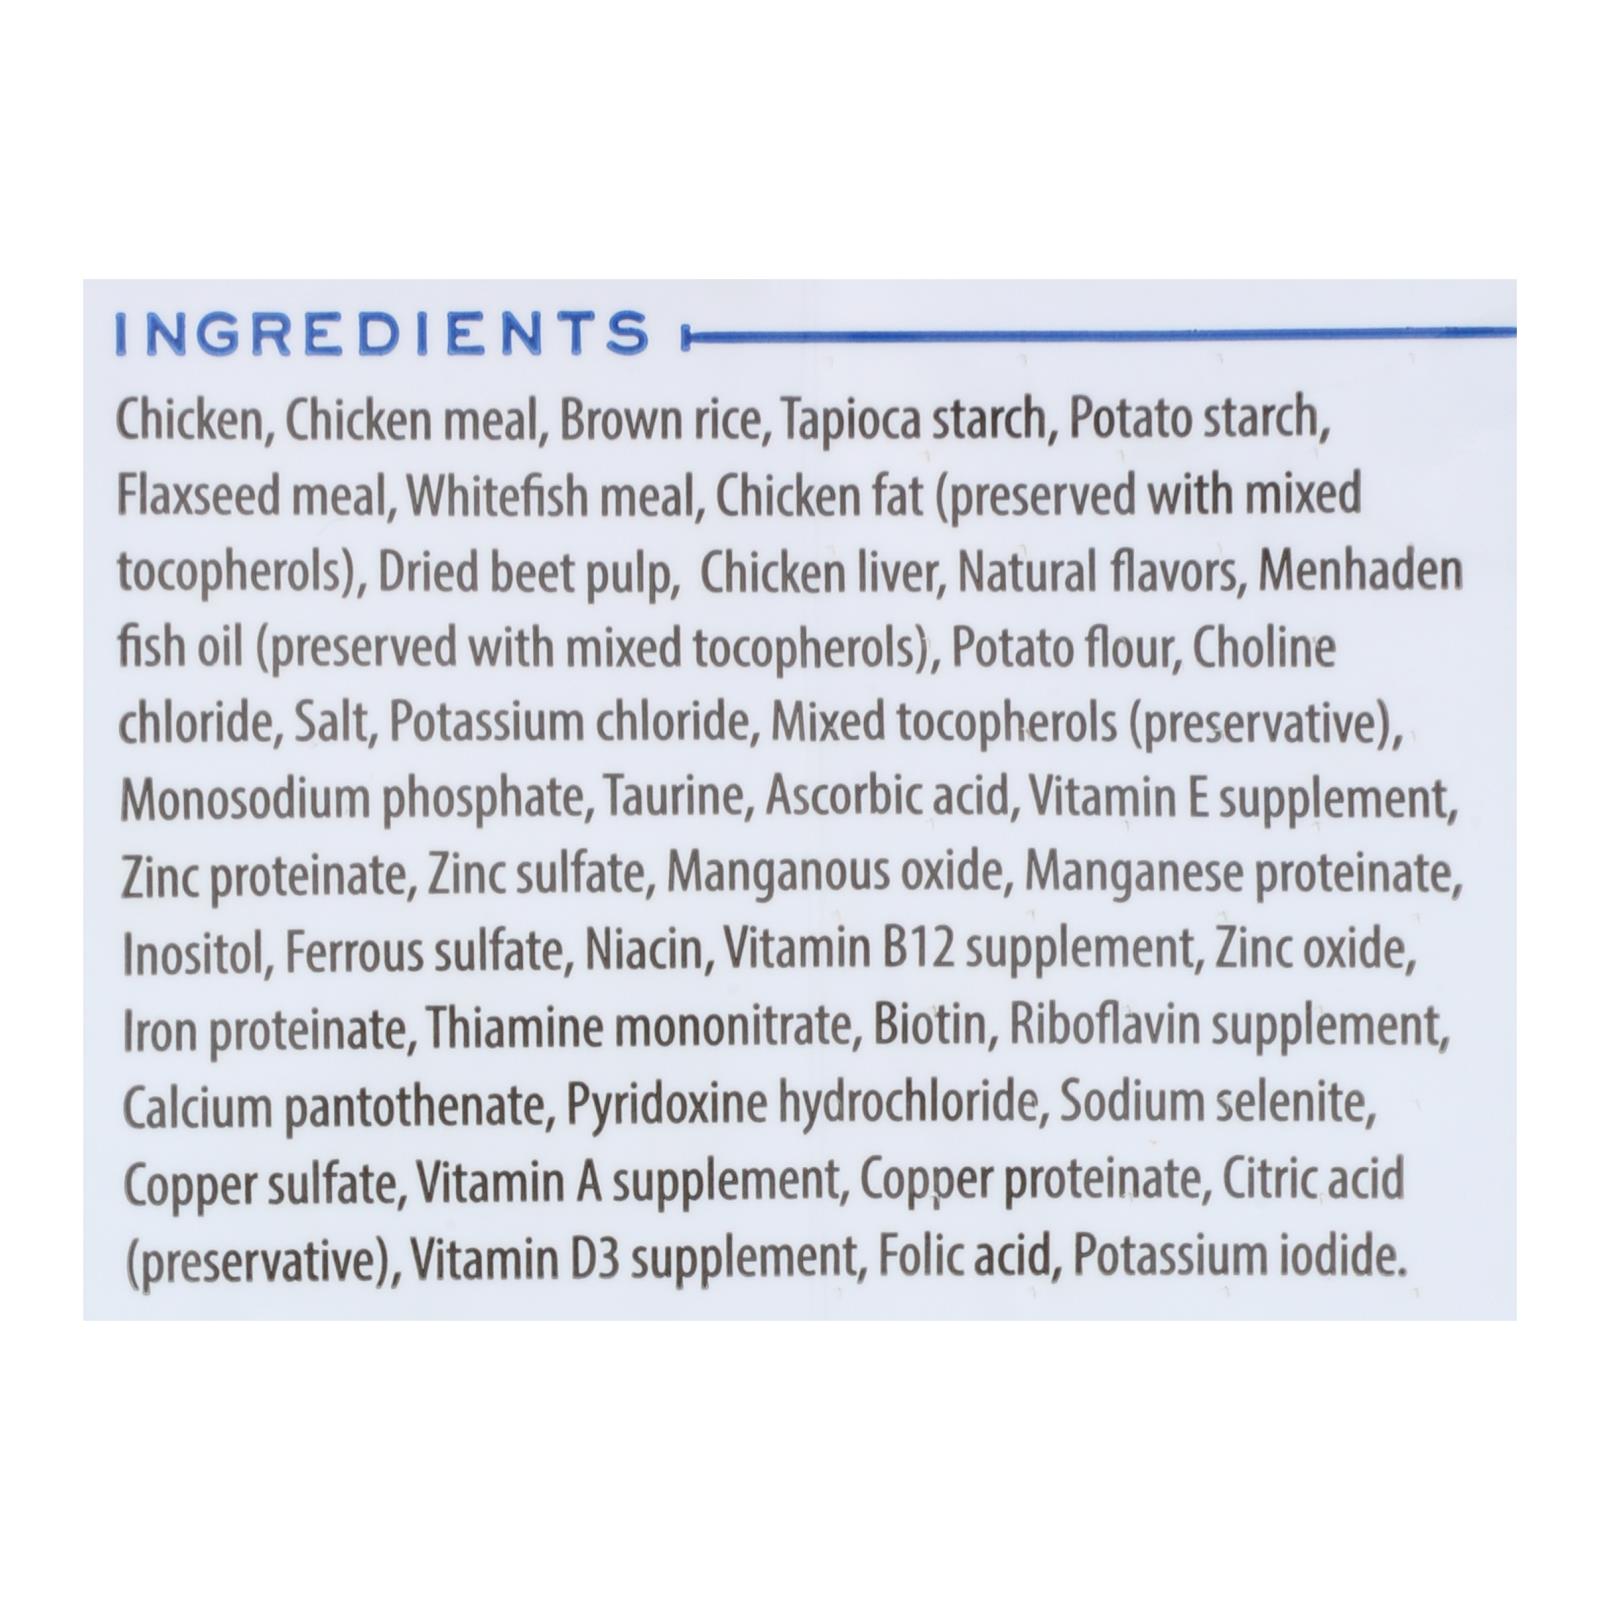 INGREDIENTS
Chicken, Chicken meal, Brown rice, Tapioca starch, Potato starch,
Flaxseed meal, Whitefish meal, Chicken fat (preserved with mixed
tocopherols), Dried beet pulp, Chicken liver, Natural flavors, Menhaden
fish oil (preserved with mixed tocopherols), Potato flour, Choline
chloride, Salt, Potassium chloride, Mixed tocopherols (preservative),
Monosodium phosphate, Taurine, Ascorbic acid, Vitamin E supplement,
Zinc proteinate, Zinc sulfate, Manganous oxide, Manganese proteinate,
Inositol, Ferrous sulfate, Niacin, Vitamin B12 supplement, Zinc oxide,
Iron proteinate, Thiamine mononitrate, Biotin, Riboflavin supplement,
Calcium pantothenate, Pyridoxine hydrochloride, Sodium selenite,
Copper sulfate, Vitamin A supplement, Copper proteinate, Citric acid
(preservative), Vitamin D3 supplement, Folic acid, Potassium iodide.